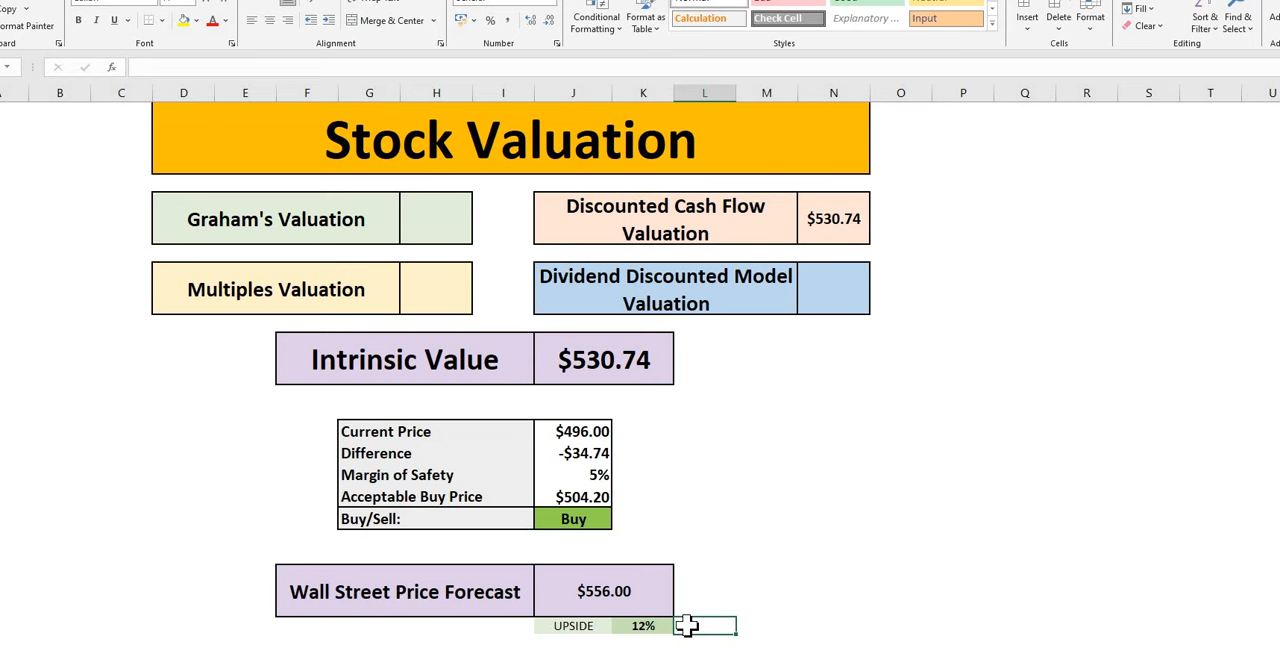 Copy
Format Painter
B I U A
Merge & Center
% ,
Conditional
Formatting
Format as
Table
Calculation
Check Cell
Explanatory ...
Input
Insert
Delete
Format
Fill
Clear
Sort &
Filter
Find &
Select
Font
Alignment
Number
Styles
Cells
Editing
fx
B C D E F G H I J K L M N O P Q R S T U
Stock Valuation
Graham's Valuation
Discounted Cash Flow
Valuation
$530.74
Multiples Valuation
Dividend Discounted Model
Valuation
Intrinsic Value $530.74
Current Price $496.00
Difference -$34.74
Margin of Safety 5%
Acceptable Buy Price $504.20
Buy/Sell: Buy
Wall Street Price Forecast $556.00
UPSIDE 12%